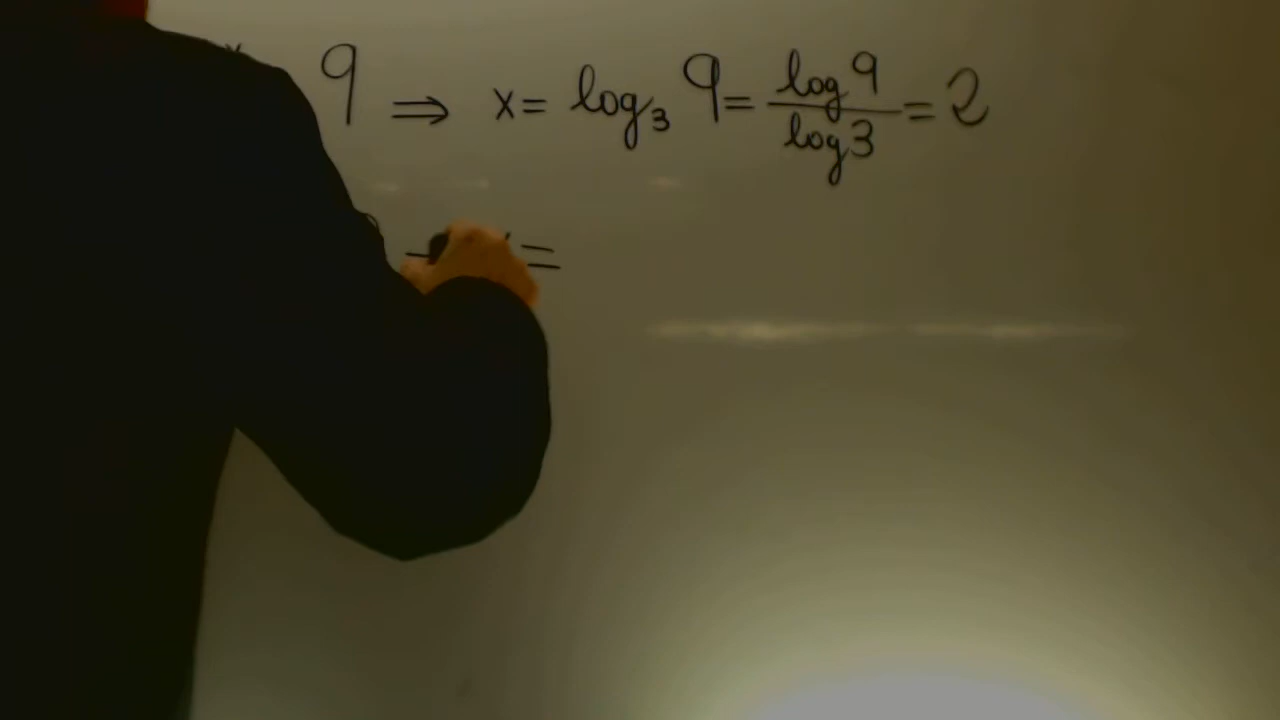 9 ⇒ x = log₃ 9 = log 9 / log 3 = 2
=